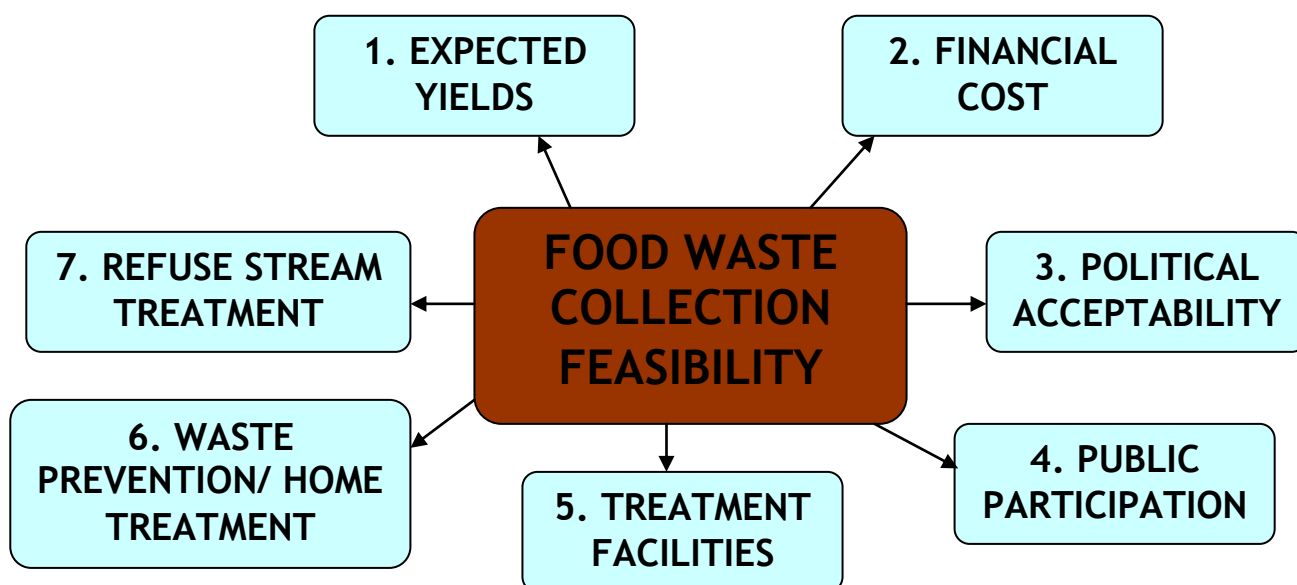 1. EXPECTED
YIELDS
2. FINANCIAL
COST
FOOD WASTE
COLLECTION
FEASIBILITY
3. POLITICAL
ACCEPTABILITY
4. PUBLIC
PARTICIPATION
5. TREATMENT
FACILITIES
6. WASTE
PREVENTION/ HOME
TREATMENT
7. REFUSE STREAM
TREATMENT